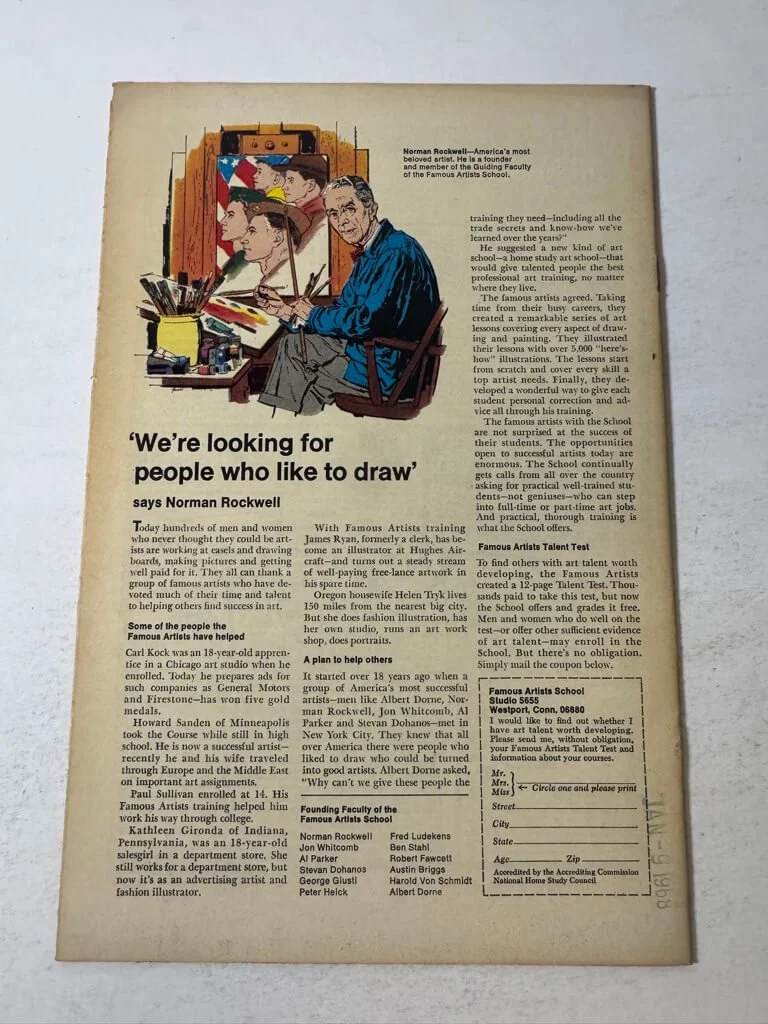 Norman Rockwell—America's most
beloved artist. He is a founder
and member of the Guiding Faculty
of the Famous Artists School.
'We're looking for
people who like to draw'
says Norman Rockwell
Today hundreds of men and women
who never thought they could be art-
ists are working at easels and drawing
boards, making pictures and getting
well paid for it. They all can thank a
group of famous artists who have de-
voted much of their time and talent
to helping others find success in art.
Some of the people the
Famous Artists have helped
Carl Kock was an 18-year-old appren-
tice in a Chicago art studio when he
enrolled. Today he prepares ads for
such companies as General Motors
and Firestone—has won five gold
medals.
Howard Sanden of Minneapolis
took the Course while still in high
school. He is now a successful artist—
recently he and his wife traveled
through Europe and the Middle East
on important art assignments.
Paul Sullivan enrolled at 14. His
Famous Artists training helped him
work his way through college.
Kathleen Gironda of Indiana,
Pennsylvania, was an 18-year-old
salesgirl in a department store. She
still works for a department store, but
now it's as an advertising artist and
fashion illustrator.
With Famous Artists training
James Ryan, formerly a clerk, has be-
come an illustrator at Hughes Air-
craft—and turns out a steady stream
of well-paying free-lance artwork in
his spare time.
Oregon housewife Helen Tryk lives
150 miles from the nearest big city.
But she does fashion illustration, has
her own studio, runs an art work
shop, does portraits.
A plan to help others
It started over 18 years ago when a
group of America's most successful
artists—men like Albert Dorne, Nor-
man Rockwell, Jon Whitcomb, Al
Parker and Stevan Dohanos—met in
New York City. They knew that all
over America there were people who
liked to draw who could be turned
into good artists. Albert Dorne asked,
"Why can't we give these people the
Founding Faculty of the
Famous Artists School
Norman Rockwell
Jon Whitcomb
Al Parker
Stevan Dohanos
George Giusti
Peter Helck
Fred Ludekens
Ben Stahl
Robert Fawcett
Austin Briggs
Harold Von Schmidt
Albert Dorne
training they need—including all the
trade secrets and know-how we've
learned over the years?"
He suggested a new kind of art
school—a home study art school—that
would give talented people the best
professional art training, no matter
where they live.
The famous artists agreed. Taking
time from their busy careers, they
created a remarkable series of art
lessons covering every aspect of draw-
ing and painting. They illustrated
their lessons with over 5,000 "here's-
how" illustrations. The lessons start
from scratch and cover every skill a
top artist needs. Finally, they de-
veloped a wonderful way to give each
student personal correction and ad-
vice all through his training.
The famous artists with the School
are not surprised at the success of
their students. The opportunities
open to successful artists today are
enormous. The School continually
gets calls from all over the country
asking for practical well-trained stu-
dents—not geniuses—who can step
into full-time or part-time art jobs.
And practical, thorough training is
what the School offers.
Famous Artists Talent Test
To find others with art talent worth
developing, the Famous Artists
created a 12-page Talent Test. Thou-
sands paid to take this test, but now
the School offers and grades it free.
Men and women who do well on the
test—or offer other sufficient evidence
of art talent—may enroll in the
School. But there's no obligation.
Simply mail the coupon below.
Famous Artists School
Studio 5655
Westport, Conn. 06880
I would like to find out whether I
have art talent worth developing.
Please send me, without obligation,
your Famous Artists Talent Test and
information about your courses.
Mr.
Mrs.
Miss
← Circle one and please print
Street
City
State
Age Zip
Accredited by the Accrediting Commission
National Home Study Council
JAN -9 1968